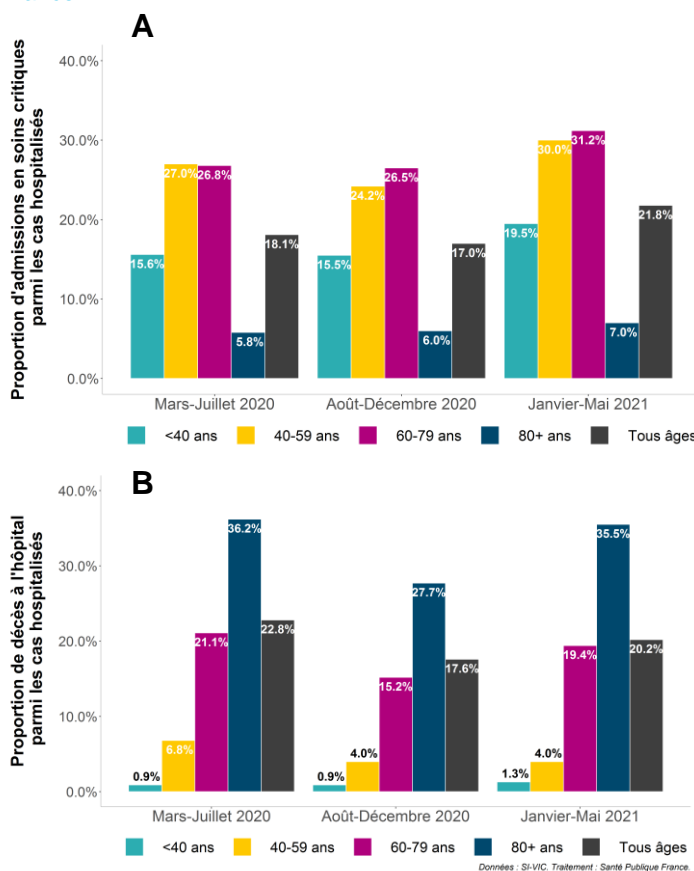 A
Proportion d'admissions en soins critiques
parmi les cas hospitalisés
40.0%
30.0%
20.0%
10.0%
0.0%
15.6%
27.0%
26.8%
5.8%
18.1%
15.5%
24.2%
26.5%
6.0%
17.0%
19.5%
30.0%
31.2%
7.0%
21.8%
Mars-Juillet 2020
Août-Décembre 2020
Janvier-Mai 2021
<40 ans 40-59 ans 60-79 ans 80+ ans Tous âges
B
Proportion de décès à l'hôpital
parmi les cas hospitalisés
40.0%
30.0%
20.0%
10.0%
0.0%
0.9%
6.8%
21.1%
36.2%
22.8%
0.9%
4.0%
15.2%
27.7%
17.6%
1.3%
4.0%
19.4%
35.5%
20.2%
Mars-Juillet 2020
Août-Décembre 2020
Janvier-Mai 2021
<40 ans 40-59 ans 60-79 ans 80+ ans Tous âges
Données : SI-VIC. Traitement : Santé Publique France.